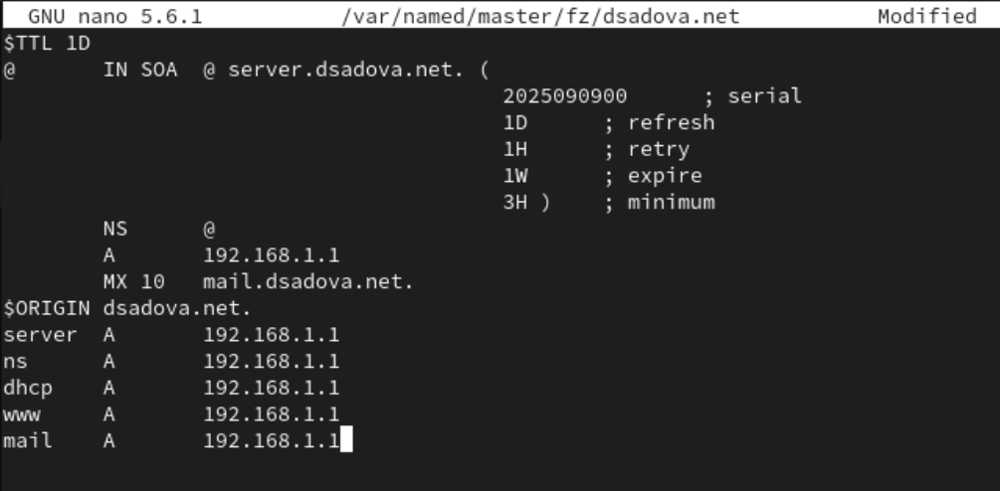 GNU nano 5.6.1 /var/named/master/fz/dsadova.net Modified
$TTL 1D
@ IN SOA @ server.dsadova.net. (
2025090900 ; serial
1D ; refresh
1H ; retry
1W ; expire
3H ) ; minimum
NS @
A 192.168.1.1
MX 10 mail.dsadova.net.
$ORIGIN dsadova.net.
server A 192.168.1.1
ns A 192.168.1.1
dhcp A 192.168.1.1
www A 192.168.1.1
mail A 192.168.1.1